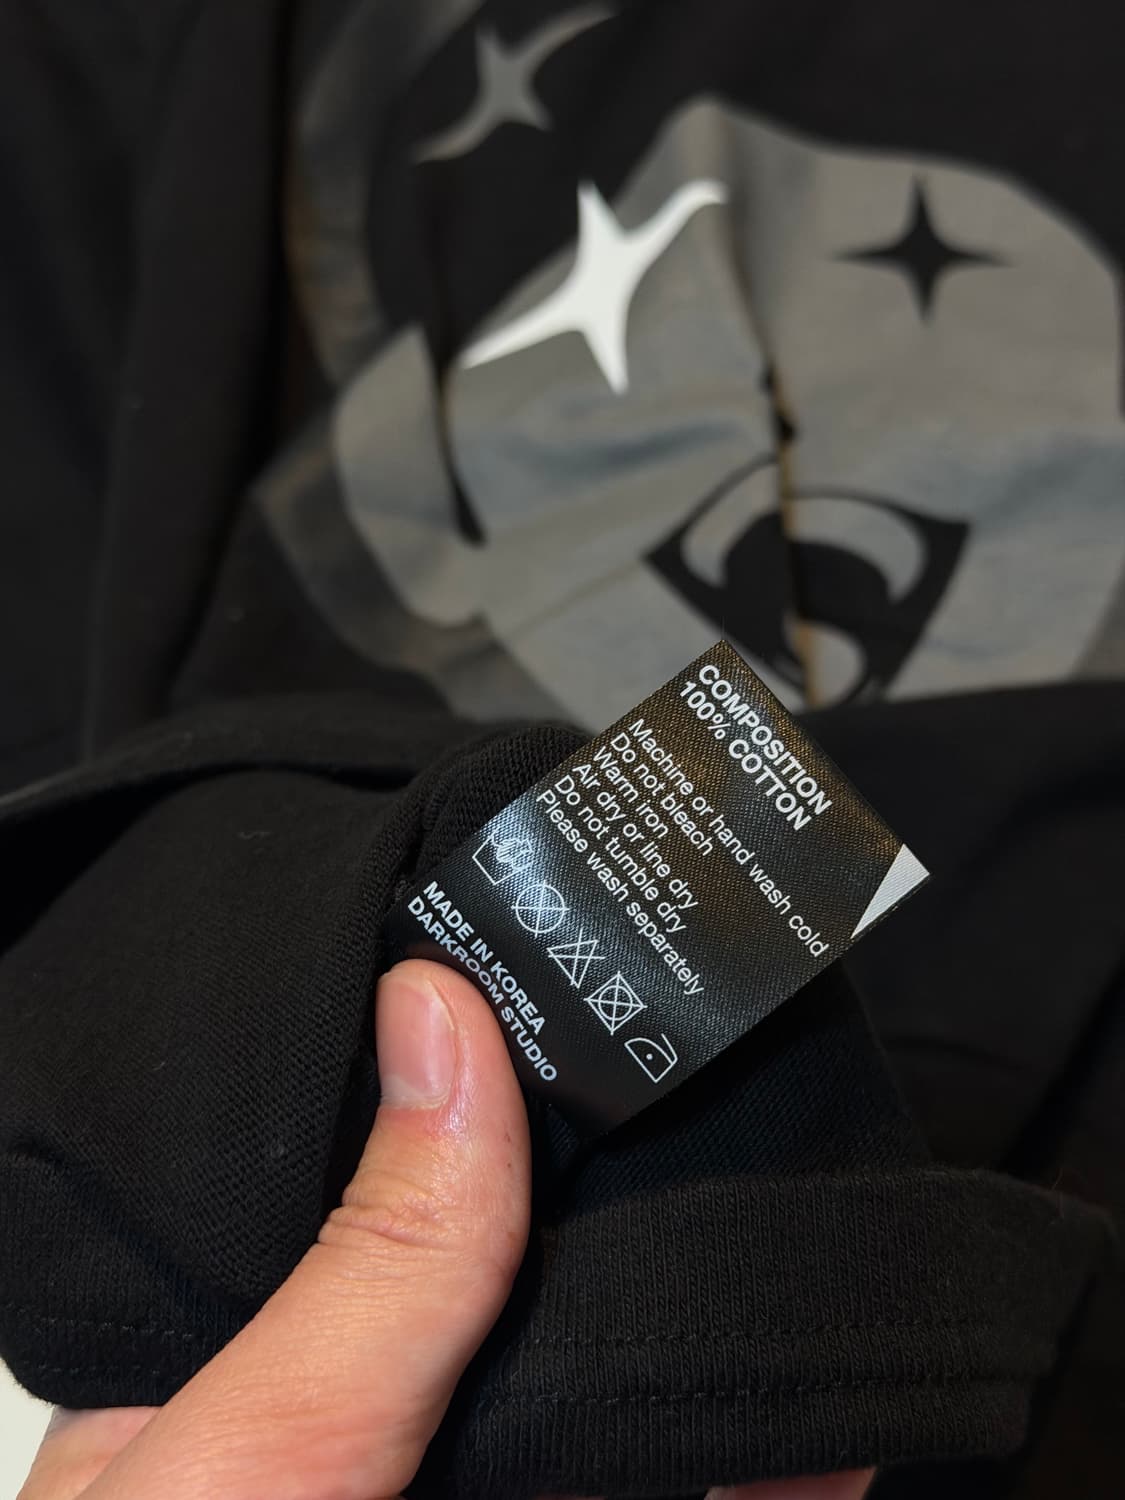 COMPOSITION
100% COTTON
Machine or hand wash cold
Do not bleach
Warm iron
Air dry or line dry
Do not tumble dry
Please wash separately
MADE IN KOREA
DARKROOM STUDIO